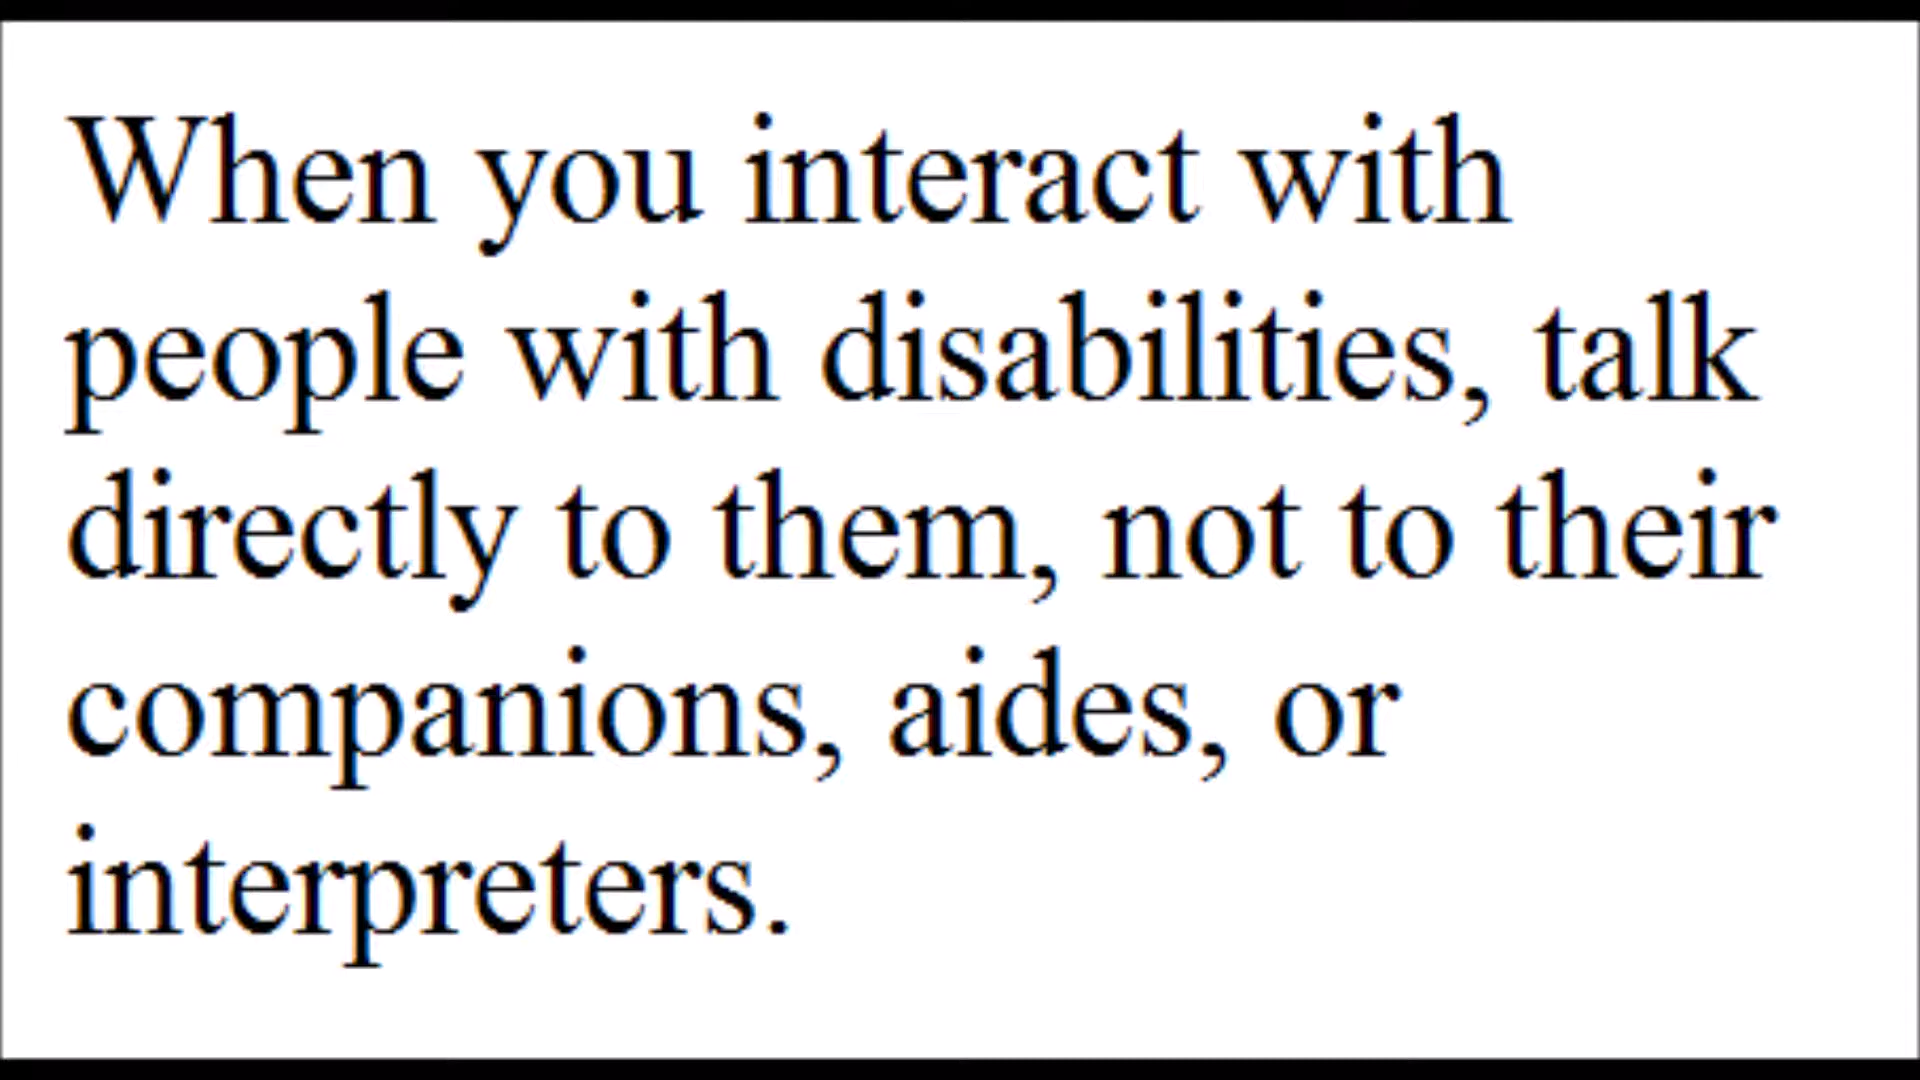 When you interact with
people with disabilities, talk
directly to them, not to their
companions, aides, or
interpreters.